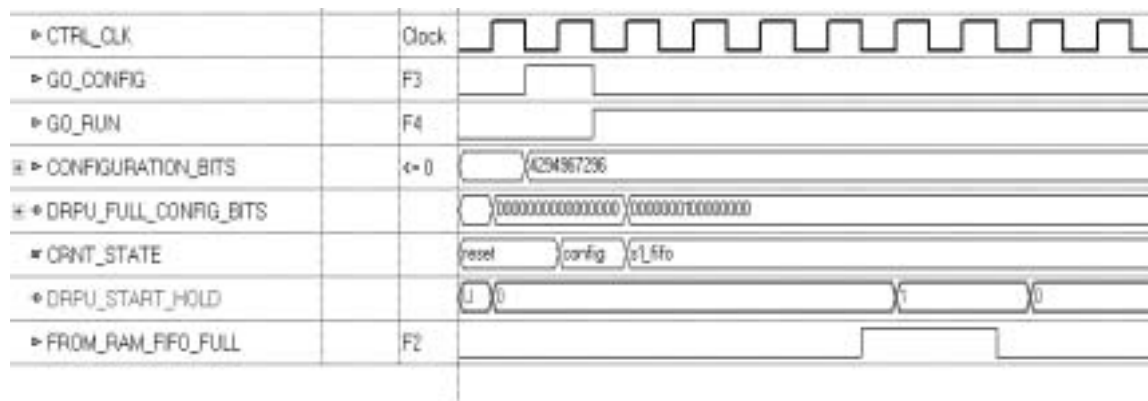 CTRL_CLK Clock
GO_CONFIG F3
GO_RUN F4
CONFIGURATION_BITS <= 0 4294967296
DRPU_FULL_CONFIG_BITS 0000000000000000 0000000100000000
CRNT_STATE reset config s1_fifo
DRPU_START_HOLD U 0 1 0
FROM_RAM_FIFO_FULL F2